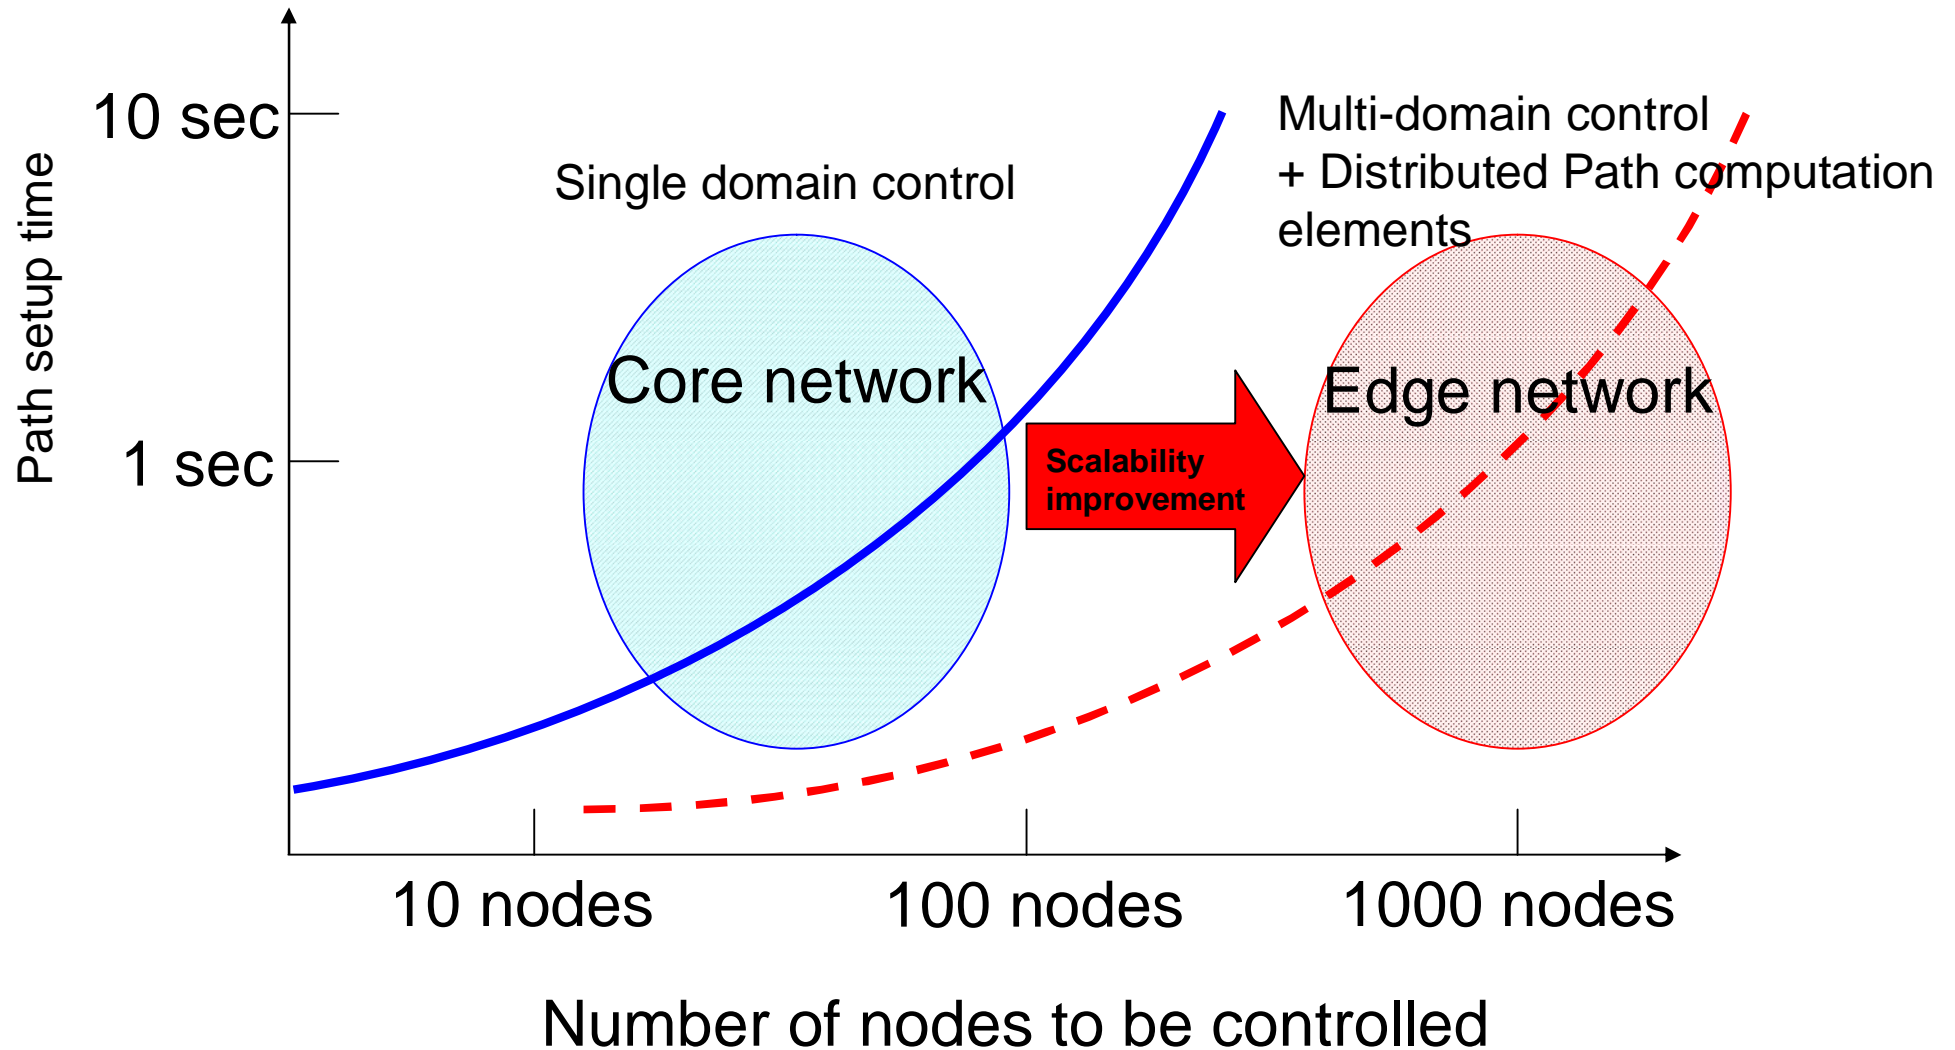 10 sec
Multi-domain control
+ Distributed Path computation
elements
Single domain control
Path setup time
Core network
Edge network
1 sec
Scalability
improvement
10 nodes
100 nodes
1000 nodes
Number of nodes to be controlled